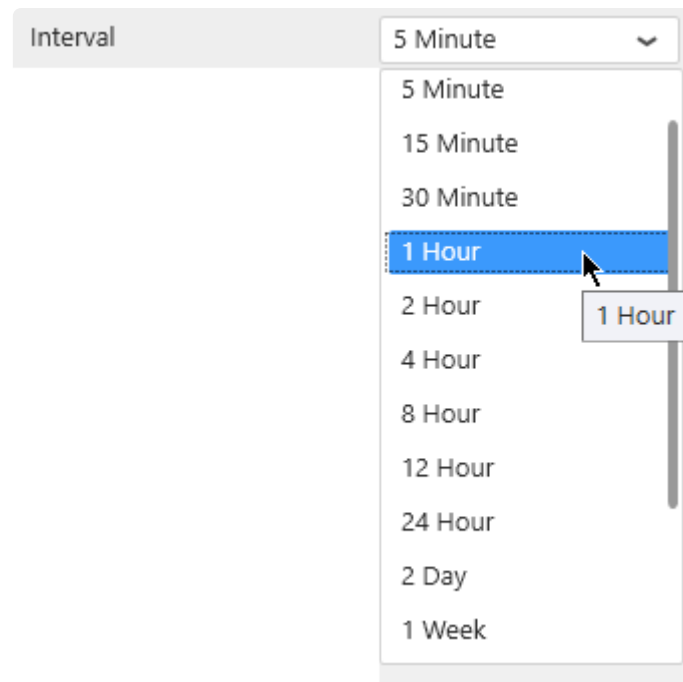 Interval
5 Minute
5 Minute
15 Minute
30 Minute
1 Hour
2 Hour
1 Hour
4 Hour
8 Hour
12 Hour
24 Hour
2 Day
1 Week